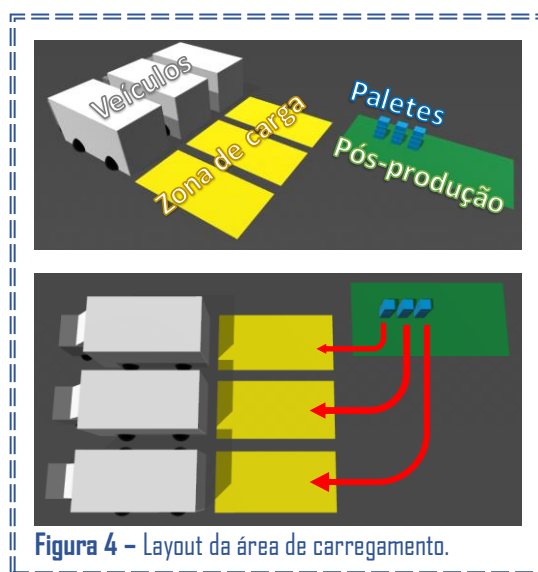 Veículos
Zona de carga
Paletes
Pós-produção
Figura 4 – Layout da área de carregamento.